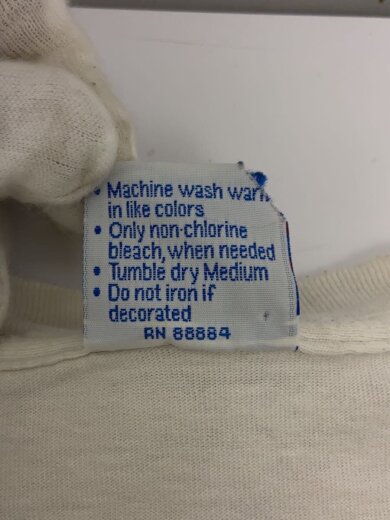 • Machine wash warm
in like colors
• Only non-chlorine
bleach, when needed
• Tumble dry Medium
• Do not iron if
decorated
RN 88884